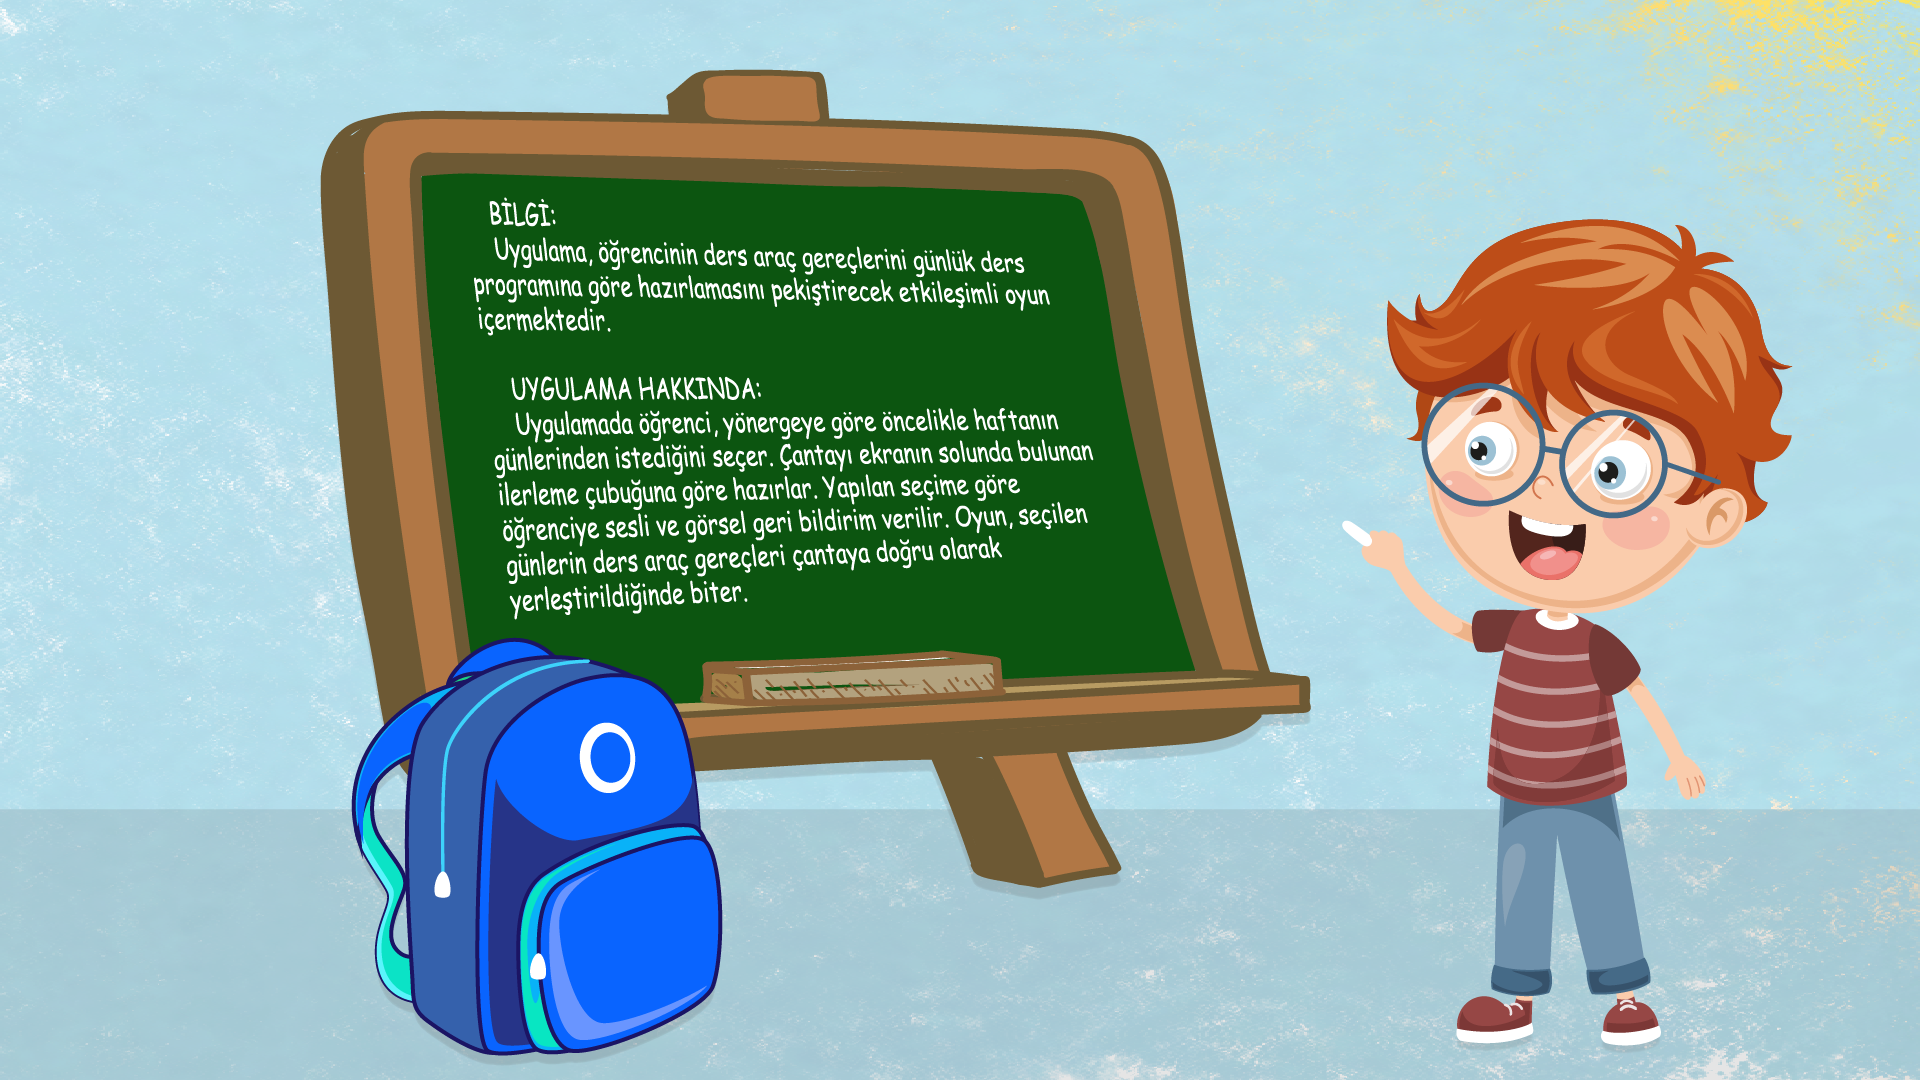 BİLGİ:
Uygulama, öğrencinin ders araç gereçlerini günlük ders
programına göre hazırlamasını pekiştirecek etkileşimli oyun
içermektedir.
UYGULAMA HAKKINDA:
Uygulamada öğrenci, yönergeye göre öncelikle haftanın
günlerinden istediğini seçer. Çantayı ekranın solunda bulunan
ilerleme çubuğuna göre hazırlar. Yapılan seçime göre
öğrenciye sesli ve görsel geri bildirim verilir. Oyun, seçilen
günlerin ders araç gereçleri çantaya doğru olarak
yerleştirildiğinde biter.